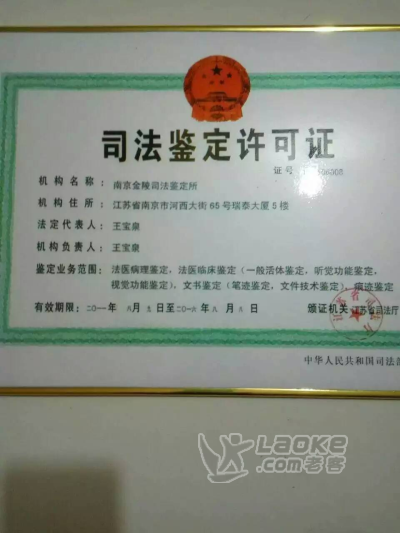 司法鉴定许可证
证号
机构名称： 南京金陵司法鉴定所
机构住所： 江苏省南京市河西大街65号瑞泰大厦5楼
法定代表人： 王宝泉
机构负责人： 王宝泉
鉴定业务范围： 法医病理鉴定，法医临床鉴定（一般活体鉴定，听觉功能鉴定，
视觉功能鉴定），文书鉴定（笔迹鉴定，文件技术鉴定），痕迹鉴定
有效期限：二〇一一年 八月 九 日至二〇一六年 八 月 八 日 颁证机关：江苏省司法厅
中华人民共和国司法部
LAOKE
.com老客